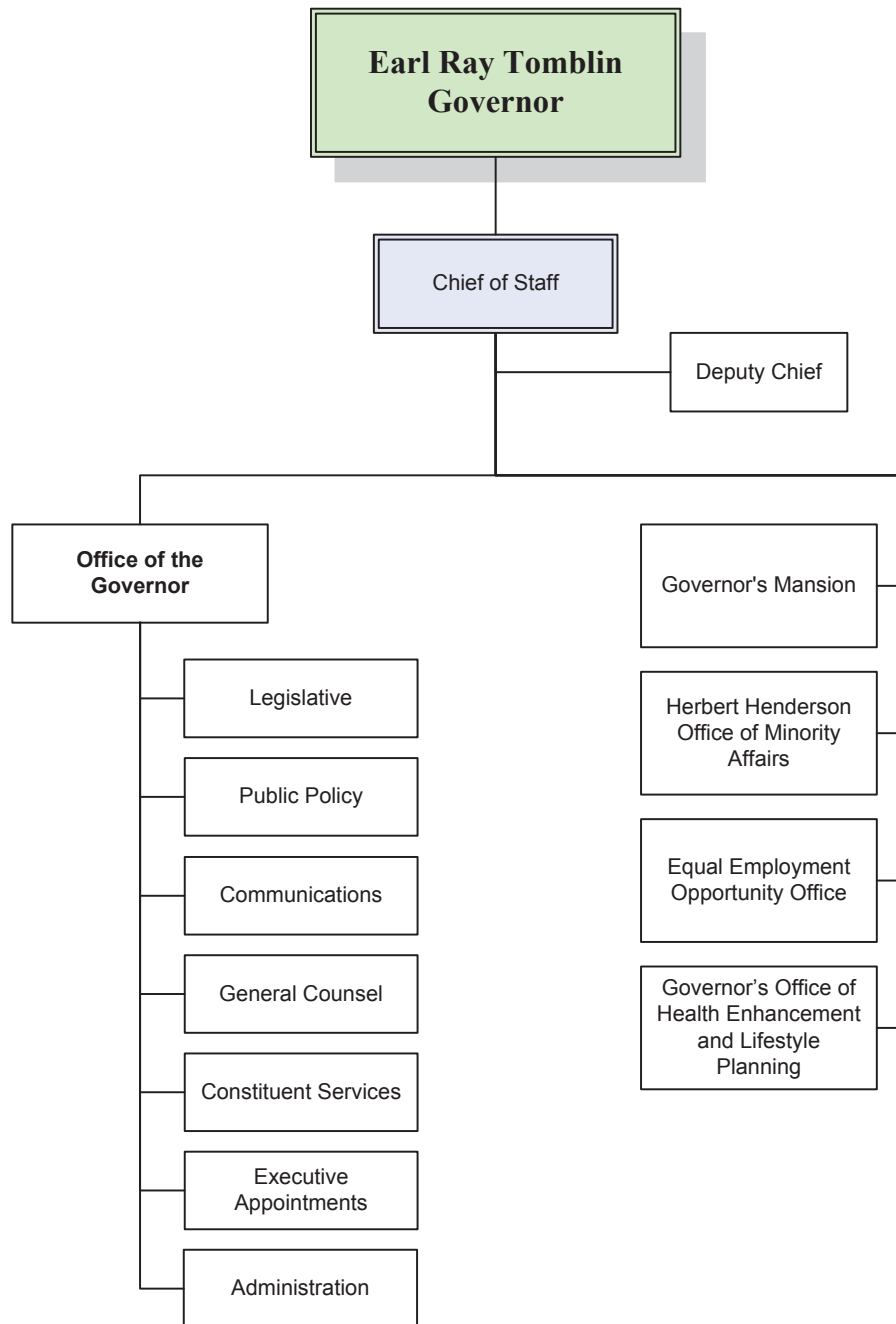 Earl Ray Tomblin
Governor
Chief of Staff
Deputy Chief
Office of the
Governor
Legislative
Public Policy
Communications
General Counsel
Constituent Services
Executive
Appointments
Administration
Governor's Mansion
Herbert Henderson
Office of Minority
Affairs
Equal Employment
Opportunity Office
Governor’s Office of
Health Enhancement
and Lifestyle
Planning